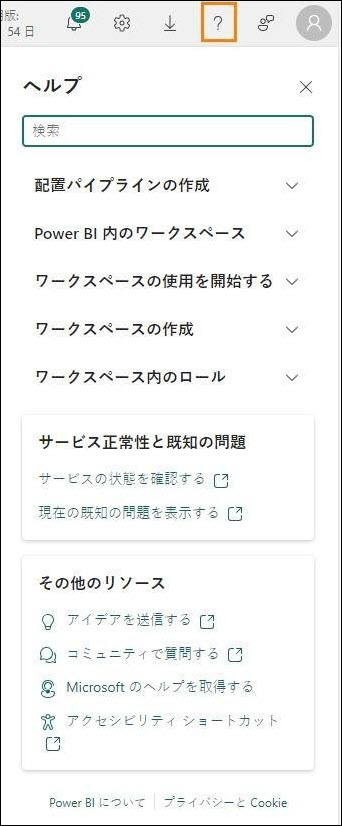 版:
54 日
95
?
ヘルプ
検索
配置パイプラインの作成
Power BI 内のワークスペース
ワークスペースの使用を開始する
ワークスペースの作成
ワークスペース内のロール
サービス正常性と既知の問題
サービスの状態を確認する
現在の既知の問題を表示する
その他のリソース
アイデアを送信する
コミュニティで質問する
Microsoft のヘルプを取得する
アクセシビリティ ショートカット
Power BI について
プライバシーと Cookie